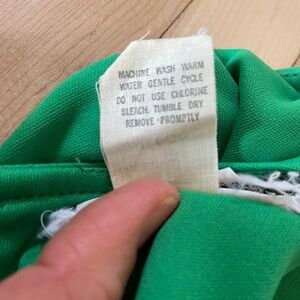 MACHINE WASH WARM
WATER GENTLE CYCLE
DO NOT USE CHLORINE
BLEACH. TUMBLE DRY
REMOVE PROMPTLY